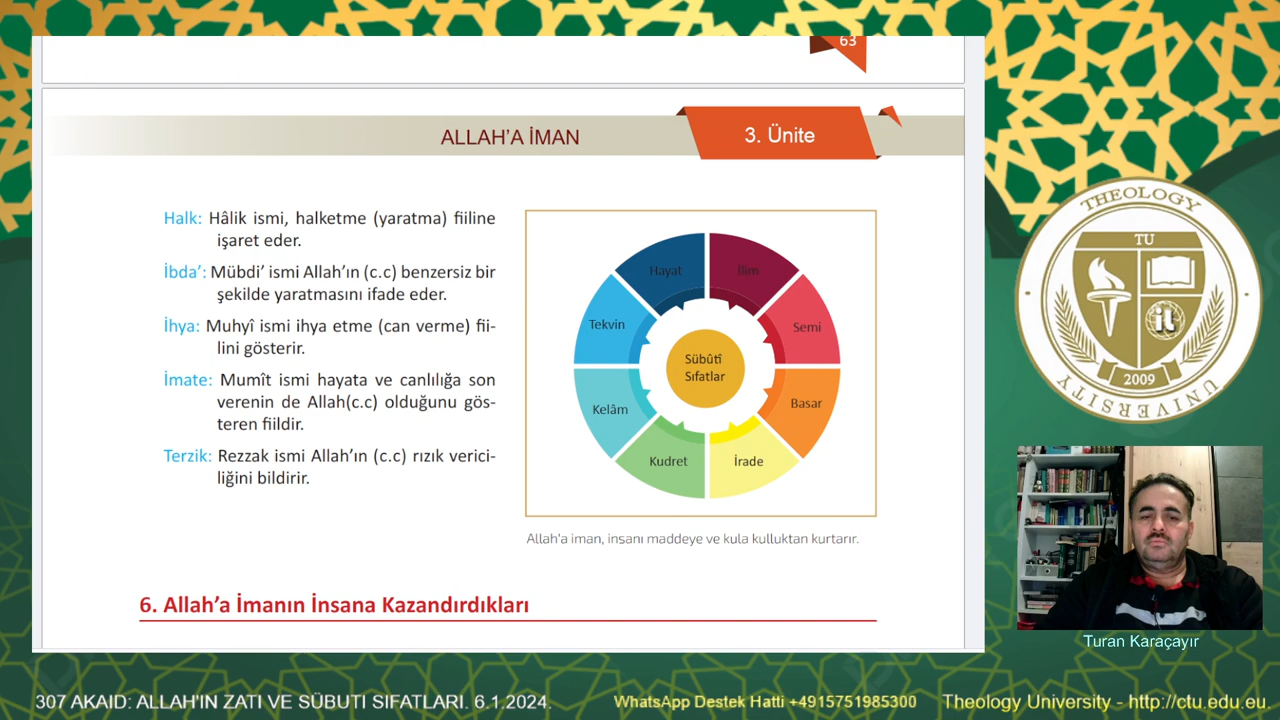 63
ALLAH'A İMAN
3. Ünite
Halk: Hâlik ismi, halketme (yaratma) fiiline
işaret eder.
İbda’: Mübdi’ ismi Allah’ın (c.c) benzersiz bir
şekilde yaratmasını ifade eder.
İhya: Muhyî ismi ihya etme (can verme) fii-
lini gösterir.
İmate: Mumît ismi hayata ve canlılığa son
verenin de Allah(c.c) olduğunu gös-
teren fiildir.
Terzik: Rezzak ismi Allah’ın (c.c) rızık verici-
liğini bildirir.
Hayat
İlim
Tekvin
Semi
Sübûtî
Sıfatlar
Kelâm
Basar
Kudret
İrade
Allah’a iman, insanı maddeye ve kula kulluktan kurtarır.
6. Allah’a İmanın İnsana Kazandırdıkları
THEOLOGY
TU
2009
UNIVERSITY
Turan Karaçayır
307 AKAID: ALLAH'IN ZATI VE SÜBUTI SIFATLARI. 6.1.2024.
WhatsApp Destek Hatti +4915751985300
Theology University - http://ctu.edu.eu.